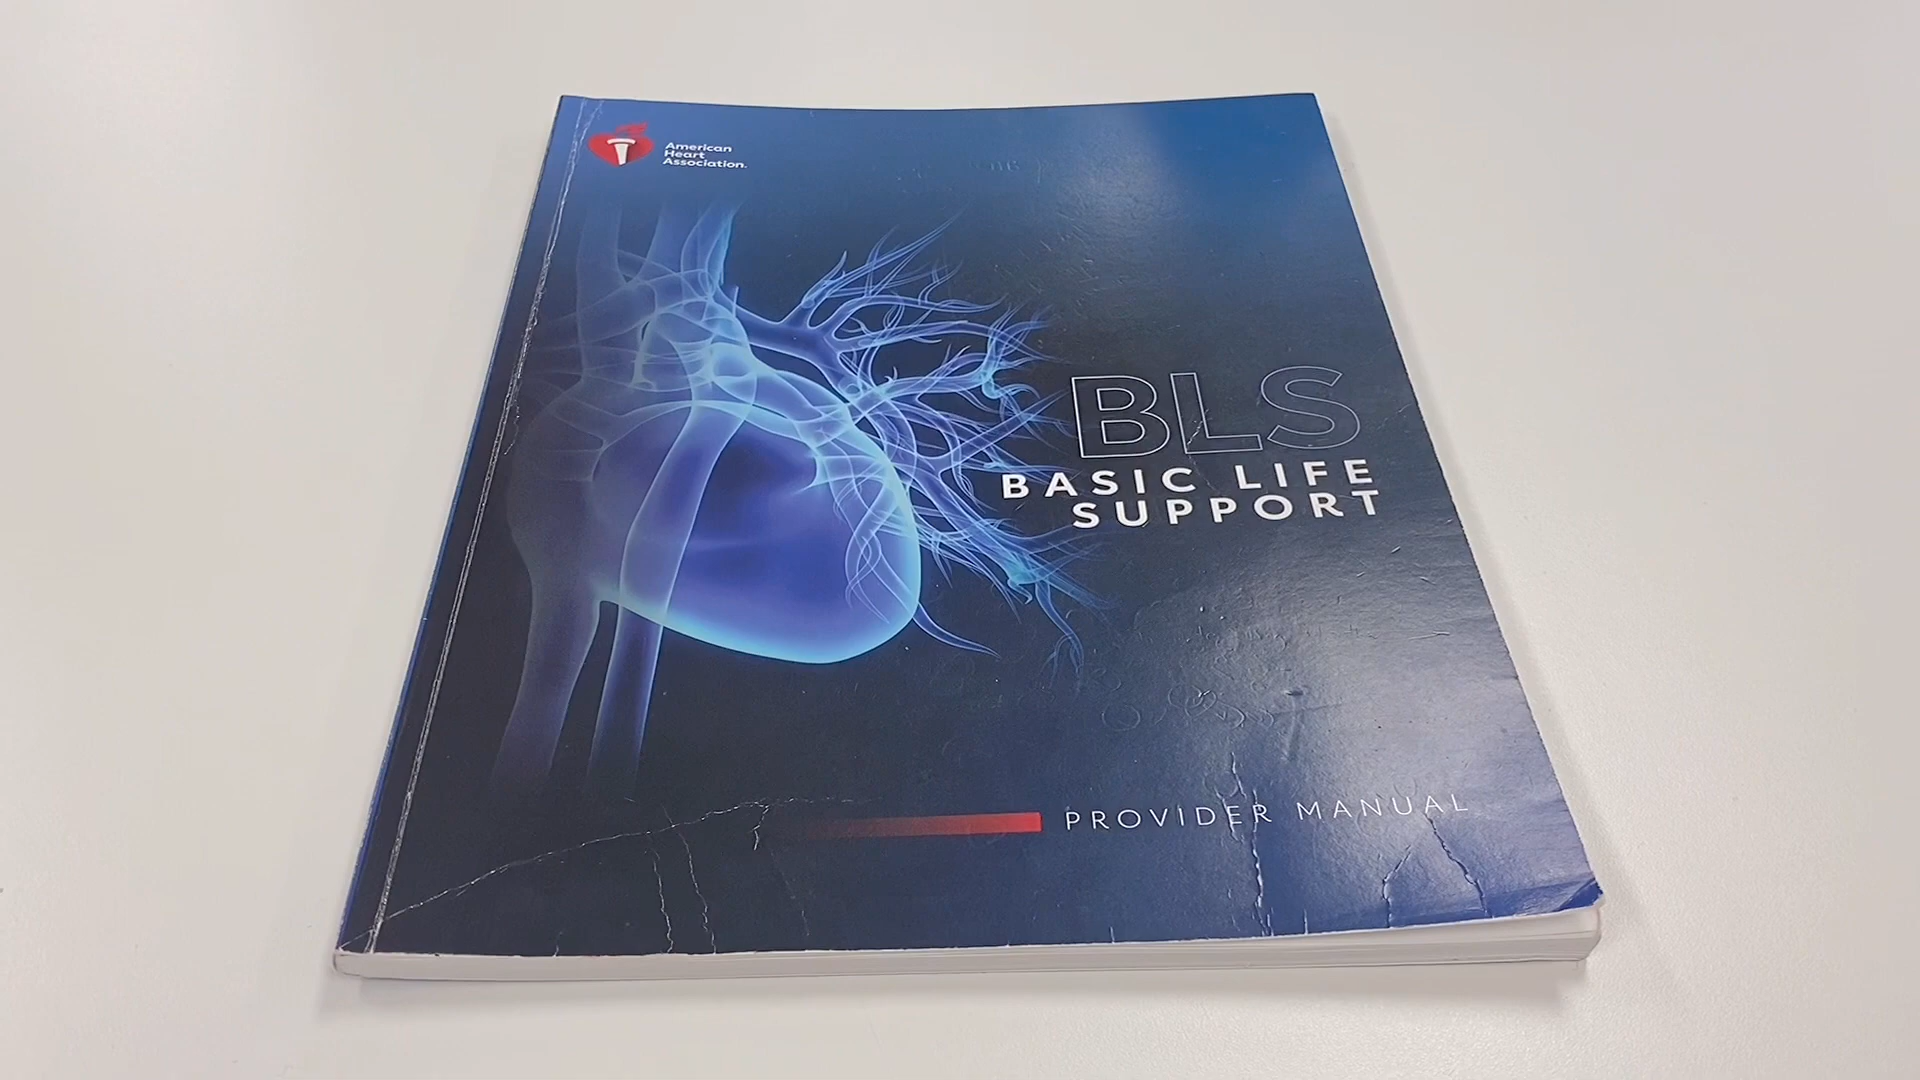 American
Heart
Association.
BLS
BASIC LIFE
SUPPORT
PROVIDER MANUAL